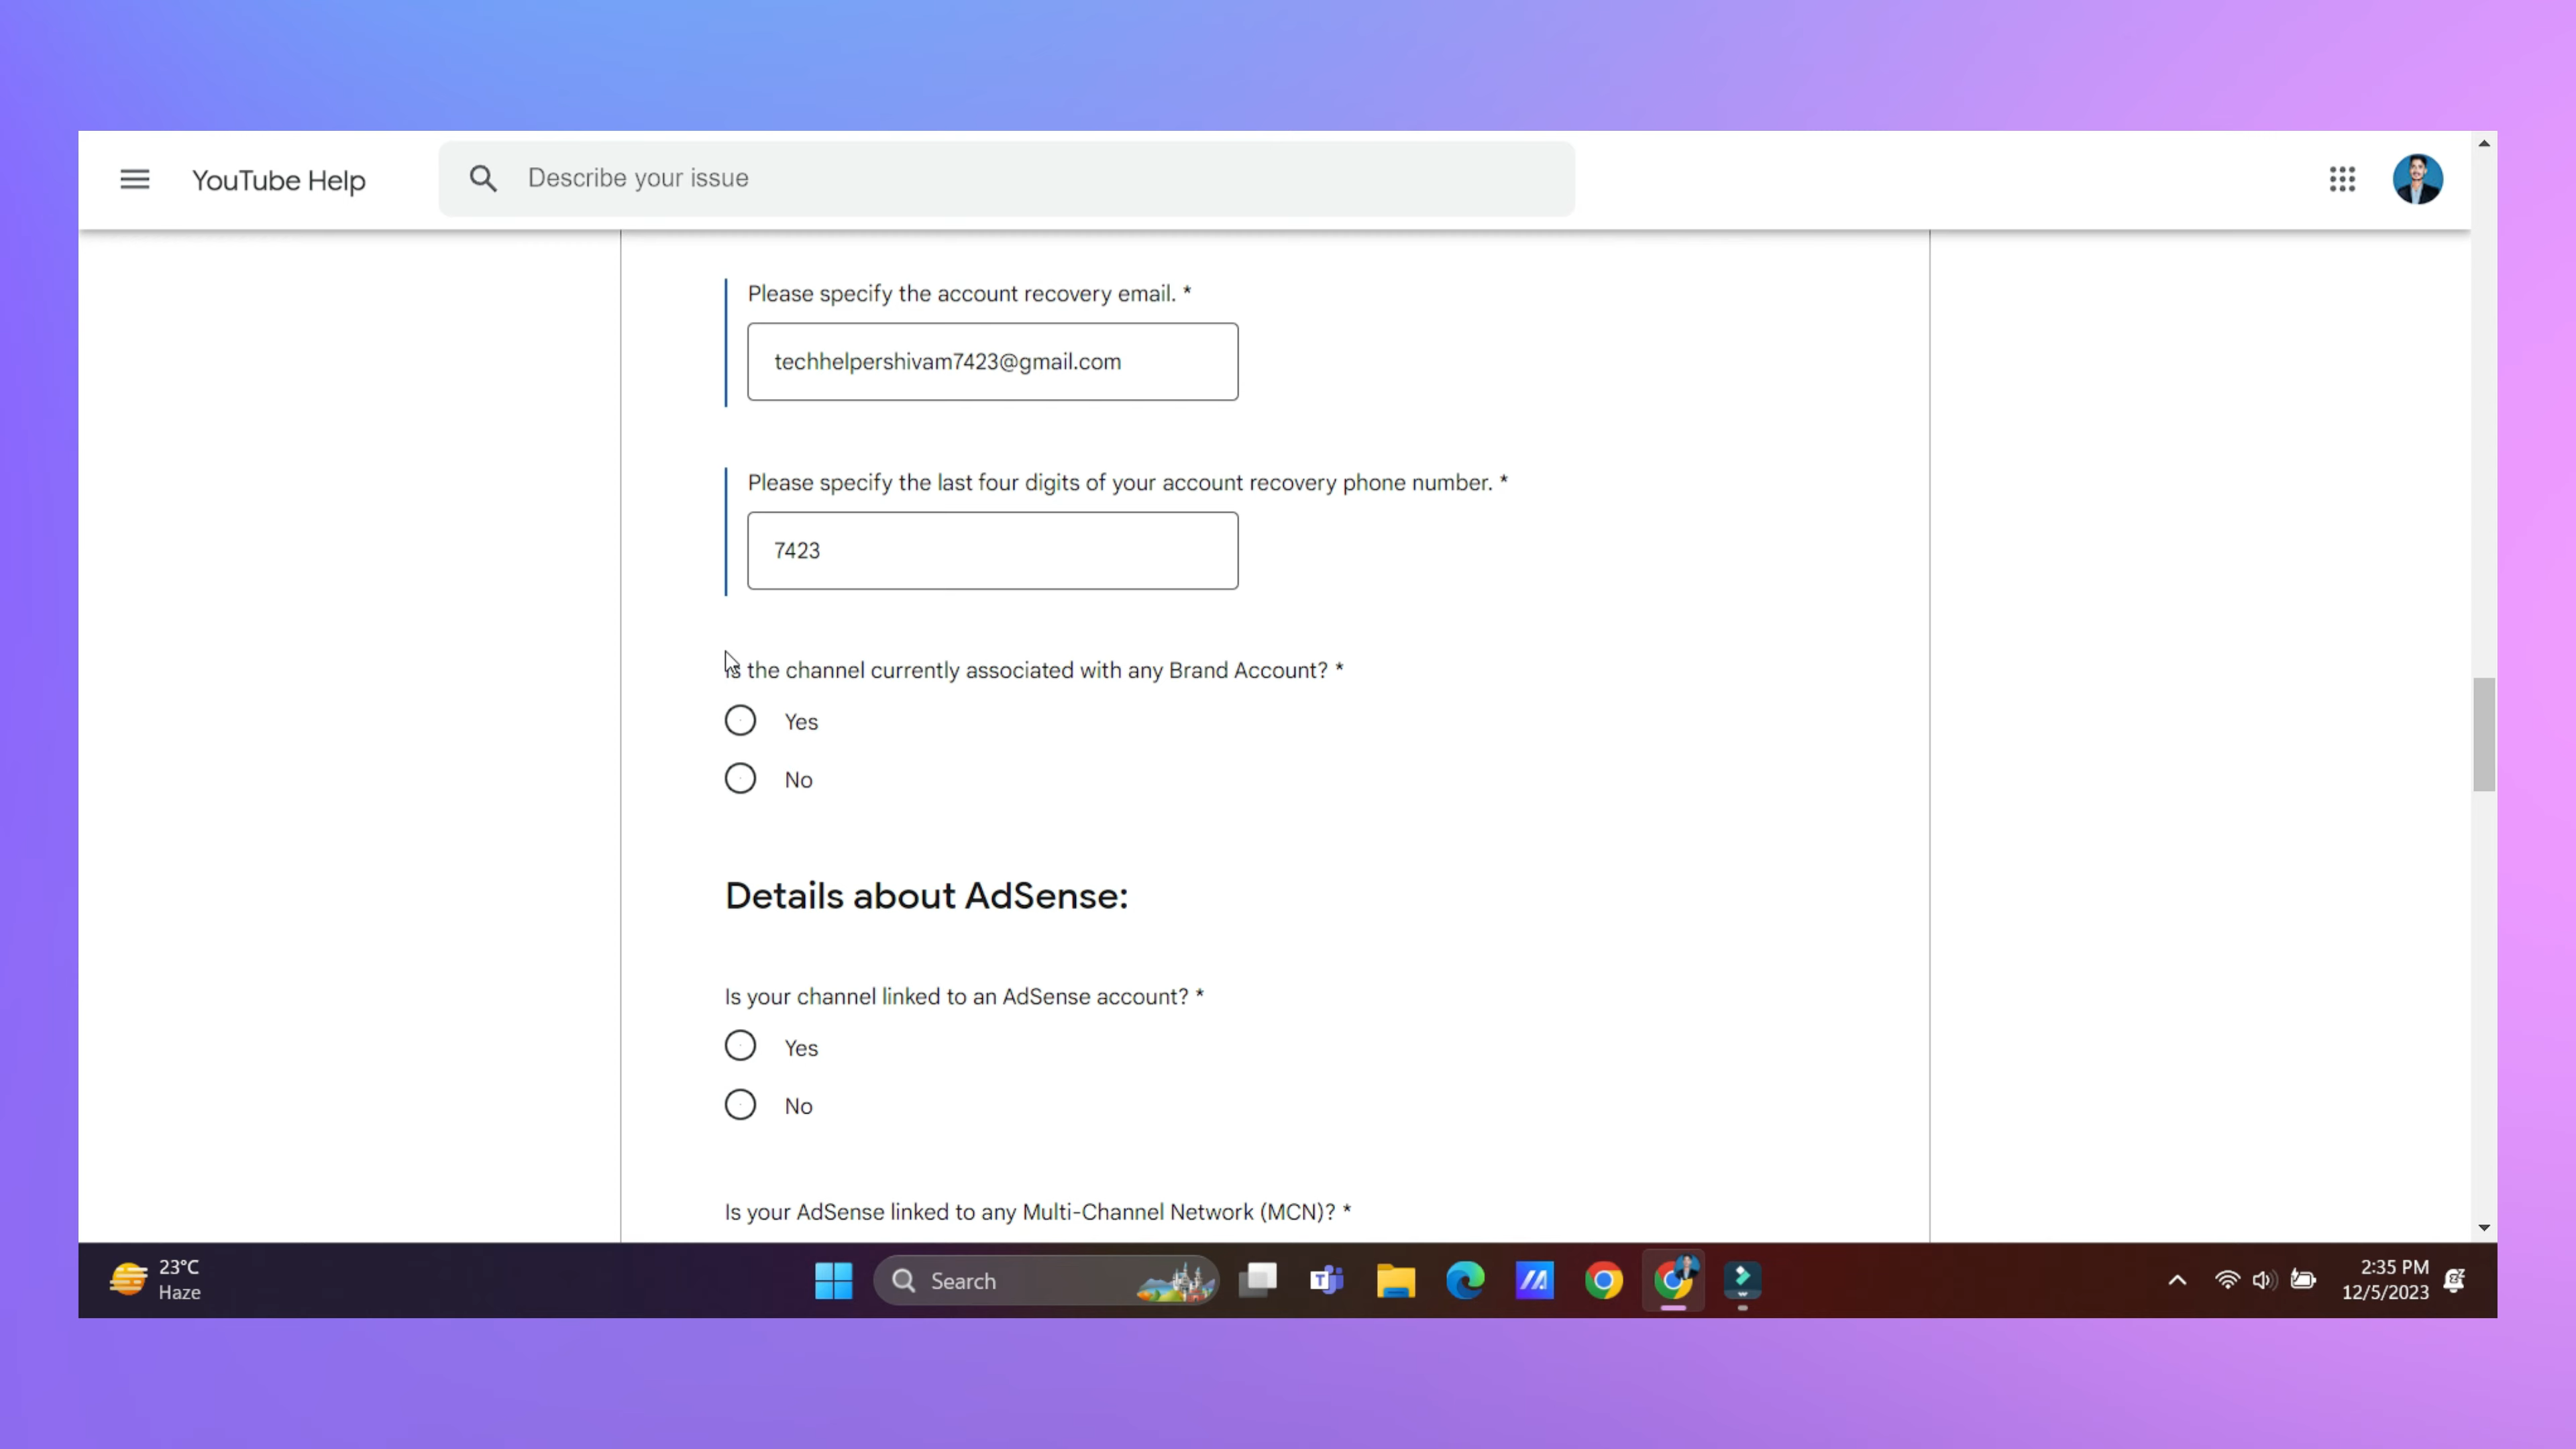 YouTube Help
Describe your issue
Please specify the account recovery email. *
techhelpershivam7423@gmail.com
Please specify the last four digits of your account recovery phone number. *
7423
Is the channel currently associated with any Brand Account? *
Yes
No
Details about AdSense:
Is your channel linked to an AdSense account? *
Yes
No
Is your AdSense linked to any Multi-Channel Network (MCN)? *
23°C
Haze
Search
2:35 PM
12/5/2023